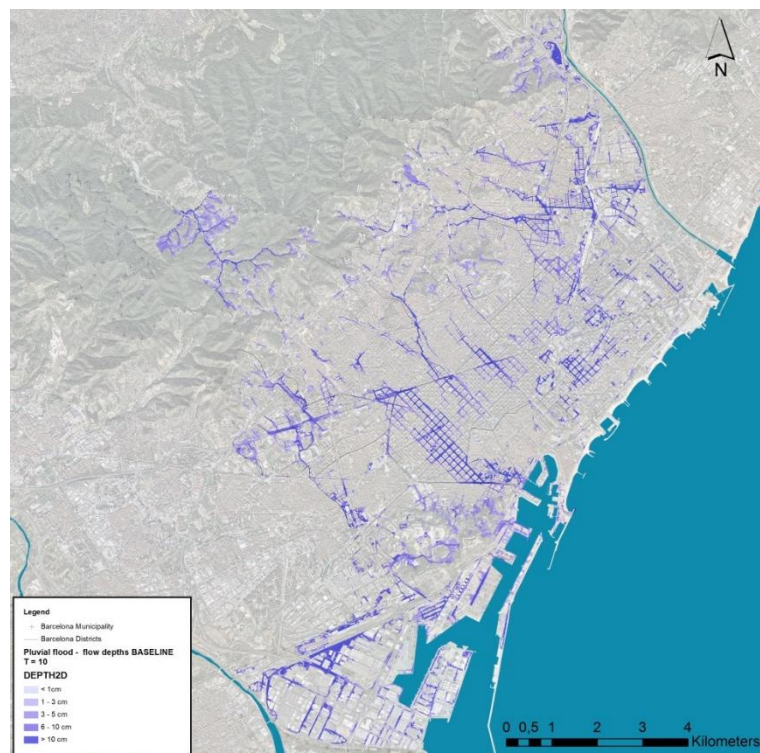 N
Legend
Barcelona Municipality
Barcelona Districts
Pluvial flood - flow depths BASELINE
T = 10
DEPTH2D
< 1cm
1 - 3 cm
3 - 5 cm
6 - 10 cm
> 10 cm
0 0,5 1 2 3 4
Kilometers